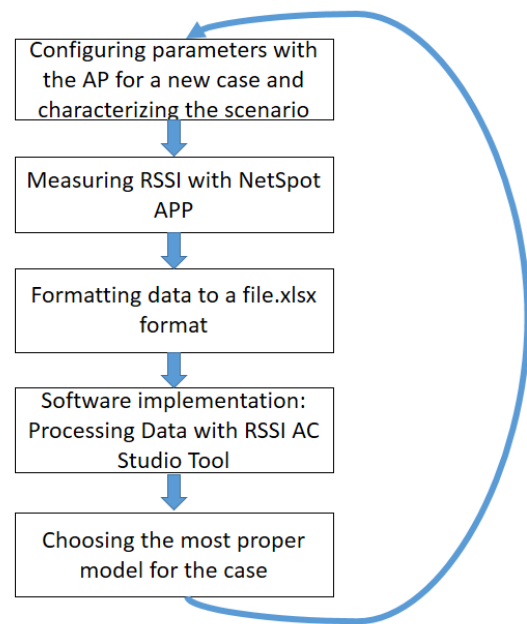 Configuring parameters with
the AP for a new case and
characterizing the scenario
Measuring RSSI with NetSpot
APP
Formatting data to a file.xlsx
format
Software implementation:
Processing Data with RSSI AC
Studio Tool
Choosing the most proper
model for the case